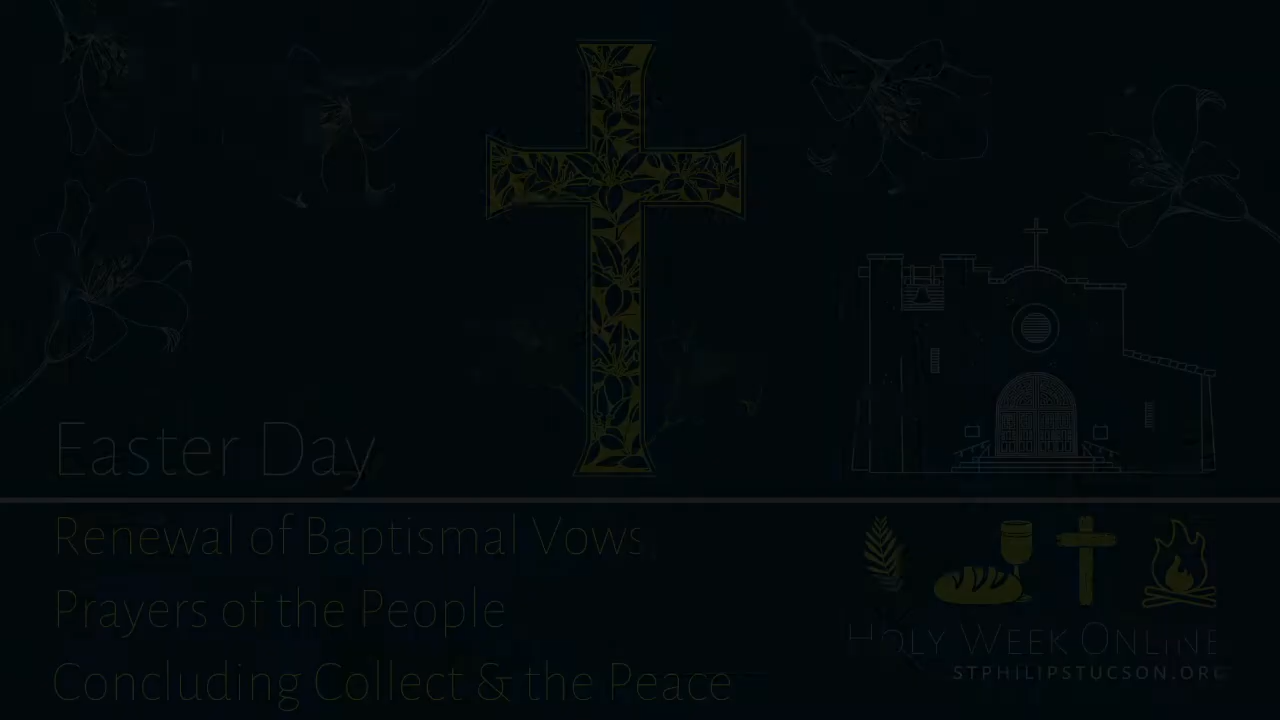 Easter Day
Renewal of Baptismal Vows
Prayers of the People
Concluding Collect & the Peace
Holy Week Online
STPHILIPSTUCSON.ORG